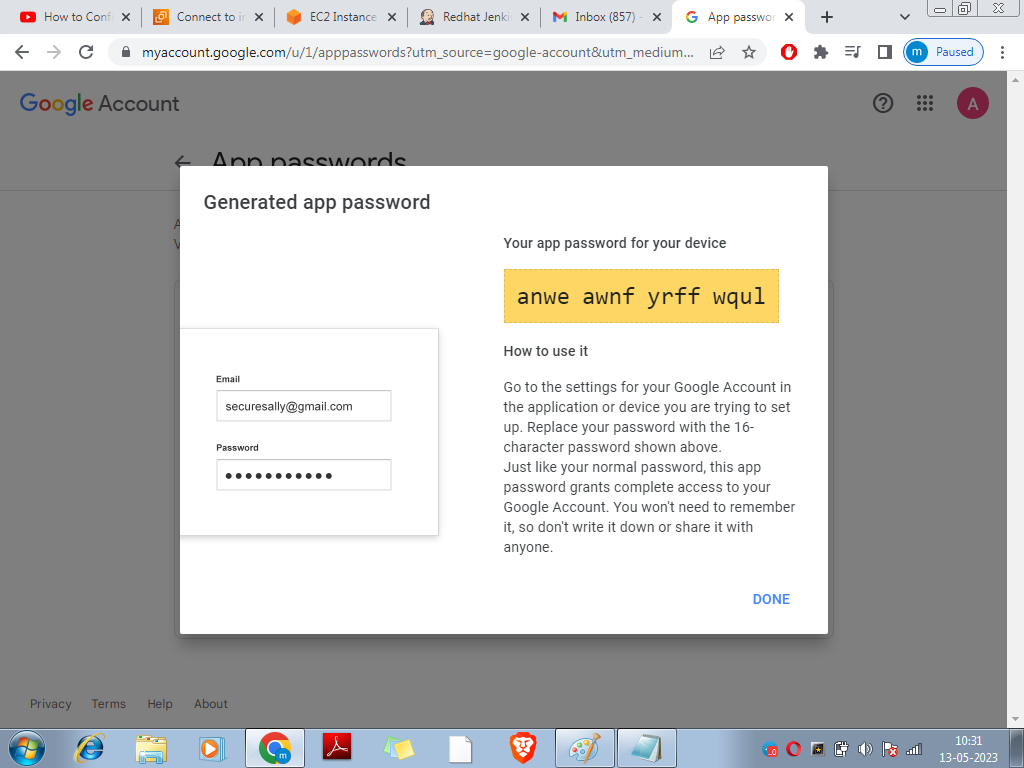 How to Confi
Connect to in
EC2 Instance
Redhat Jenki
Inbox (857) -
App passwor
myaccount.google.com/u/1/apppasswords?utm_source=google-account&utm_medium...
m
Paused
Google Account
A
App passwords
Generated app password
Your app password for your device
anwe awnf yrff wqul
How to use it
Email
securesally@gmail.com
Password
Go to the settings for your Google Account in
the application or device you are trying to set
up. Replace your password with the 16-
character password shown above.
Just like your normal password, this app
password grants complete access to your
Google Account. You won't need to remember
it, so don't write it down or share it with
anyone.
DONE
Privacy
Terms
Help
About
10:31
13-05-2023